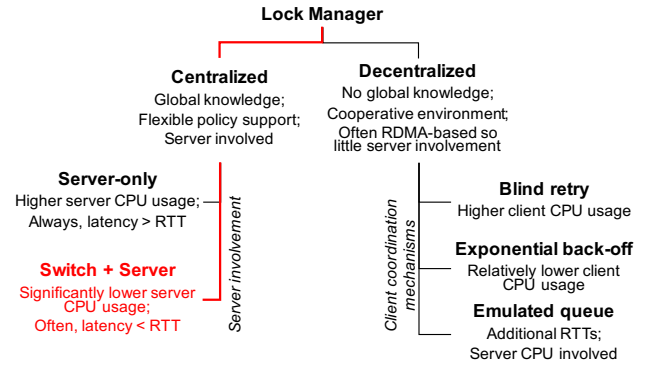 Lock Manager
Centralized
Global knowledge;
Flexible policy support;
Server involved
Decentralized
No global knowledge;
Cooperative environment;
Often RDMA-based so
little server involvement
Server-only
Higher server CPU usage;
Always, latency > RTT
Switch + Server
Significantly lower server
CPU usage;
Often, latency < RTT
Server involvement
Client coordination
mechanisms
Blind retry
Higher client CPU usage
Exponential back-off
Relatively lower client
CPU usage
Emulated queue
Additional RTTs;
Server CPU involved